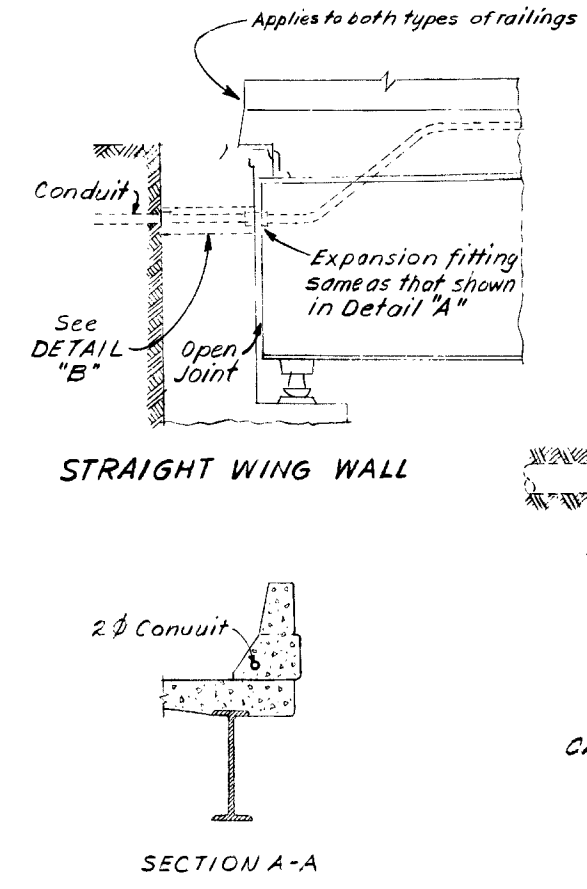 Applies to both types of railings
Conduit
Expansion fitting
same as that shown
in Detail "A"
See
DETAIL
"B"
Open
Joint
STRAIGHT WING WALL
2 ϕ Conduit
SECTION A-A